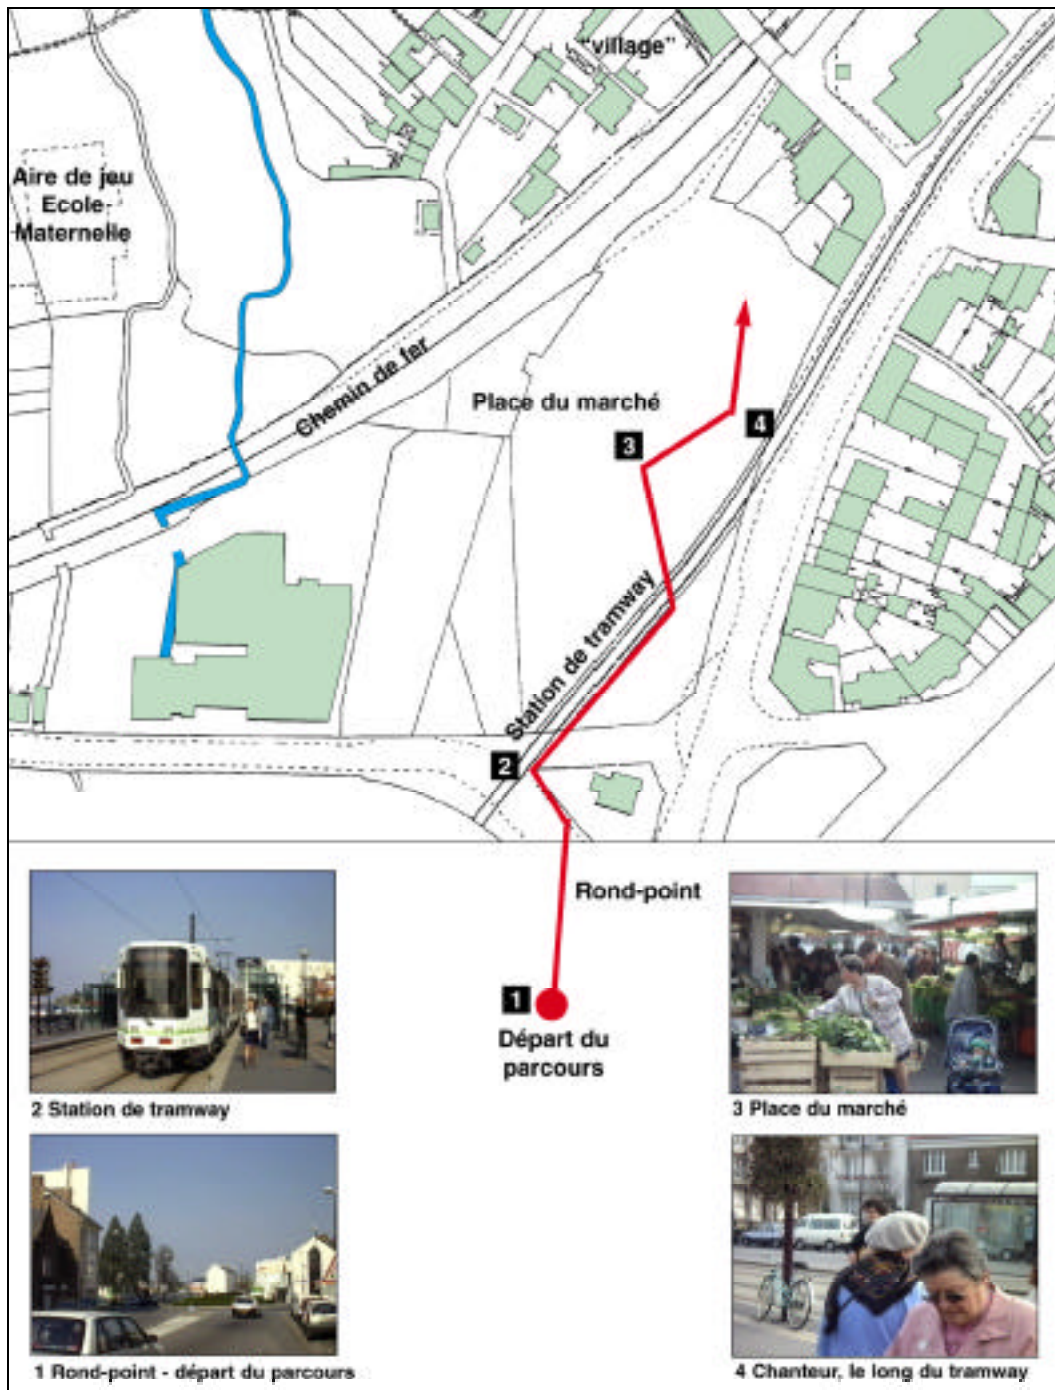 "village"
Aire de jeu
Ecole
Maternelle
Chemin de fer
Place du marché
3
4
Station de tramway
2
Rond-point
1
Départ du
parcours
2 Station de tramway
3 Place du marché
1 Rond-point - départ du parcours
4 Chanteur, le long du tramway